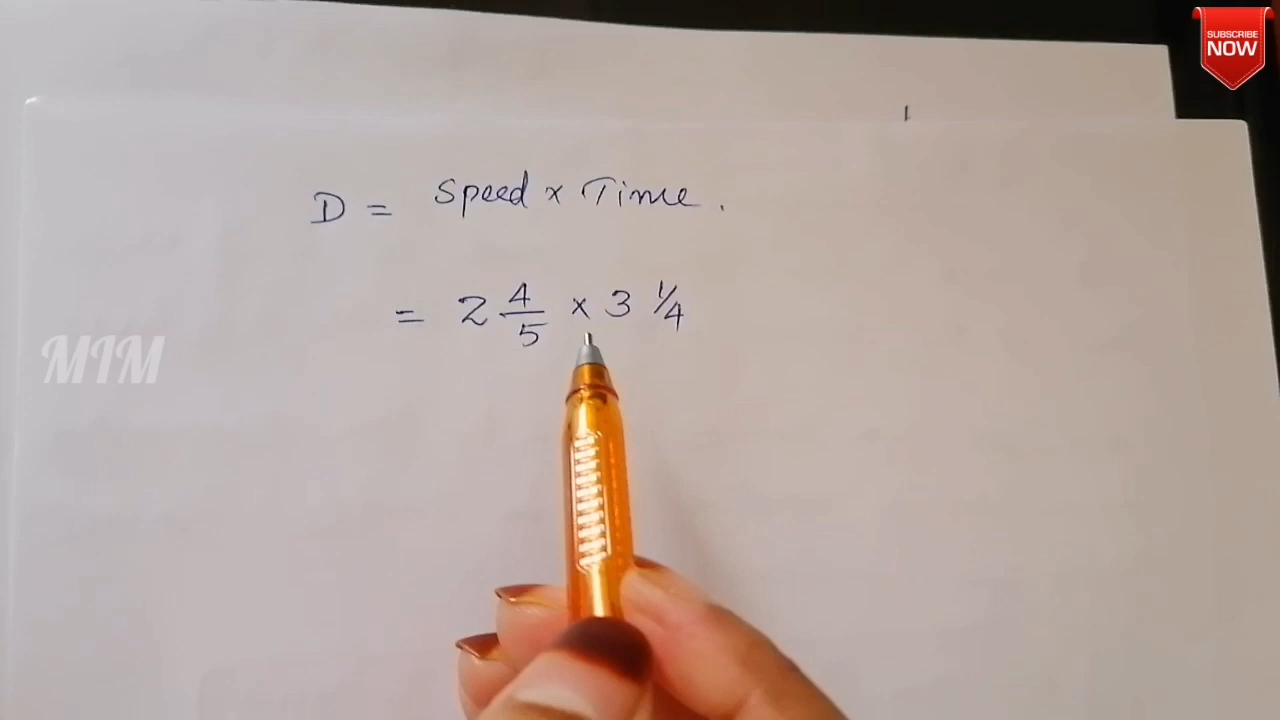 SUBSCRIBE
NOW
D = Speed × Time.
= 2 4/5 × 3 1/4
MIM